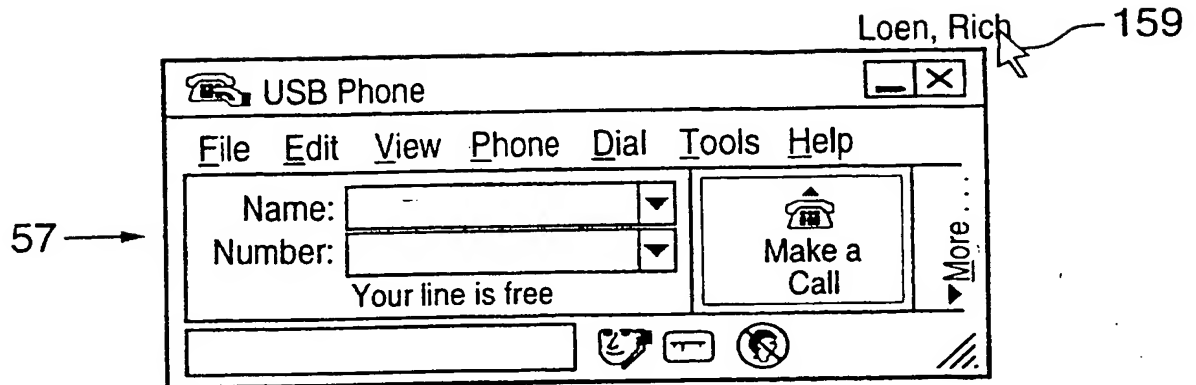 Loen, Rich 159
USB Phone
File Edit View Phone Dial Tools Help
Name:
57 Number:
Make a
Call
More . . . .
Your line is free